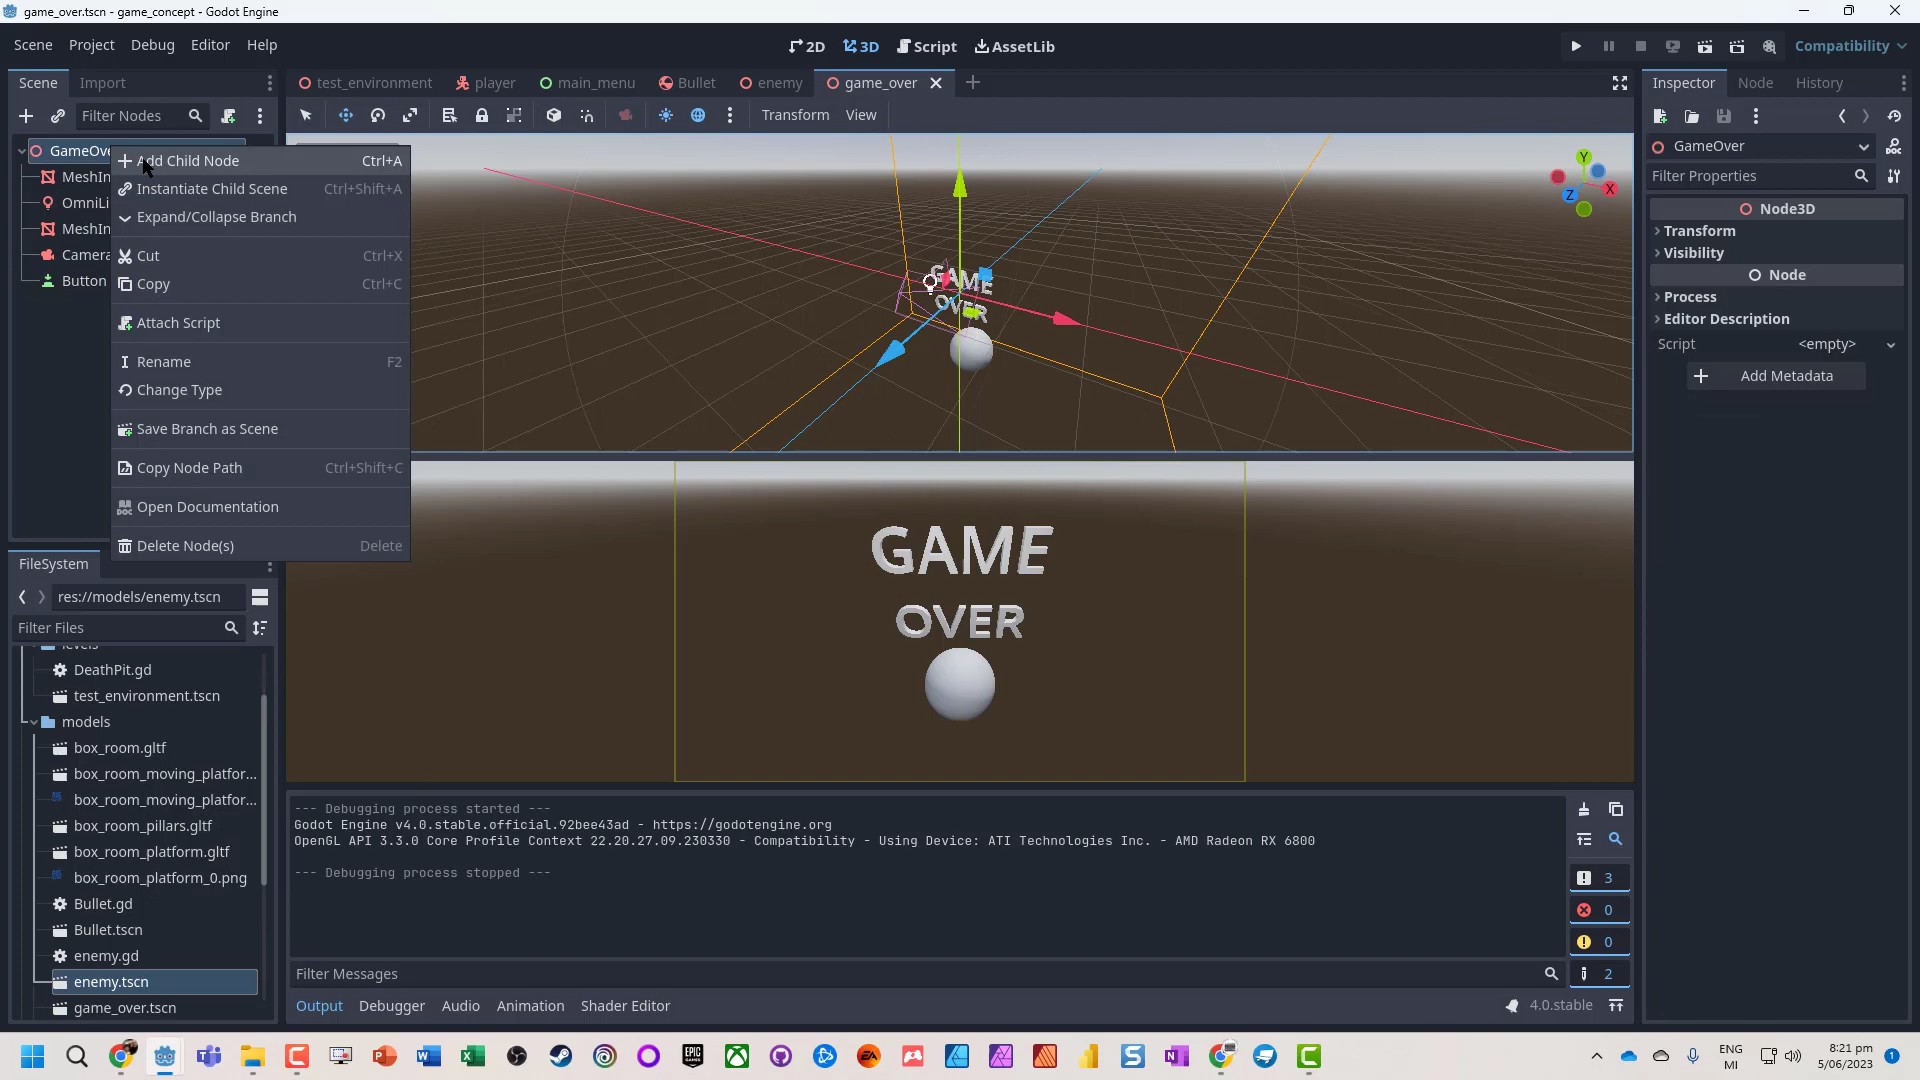 game_over.tscn - game_concept - Godot Engine
Scene Project Debug Editor Help
2D 3D Script AssetLib
Compatibility
Scene Import
test_environment player main_menu Bullet enemy game_over
Inspector Node History
Filter Nodes
Transform View
GameOve
MeshIn
OmniLi
MeshIn
Camera
Button
Add Child Node Ctrl+A
Instantiate Child Scene Ctrl+Shift+A
Expand/Collapse Branch
Cut Ctrl+X
Copy Ctrl+C
Attach Script
Rename F2
Change Type
Save Branch as Scene
Copy Node Path Ctrl+Shift+C
Open Documentation
Delete Node(s) Delete
GAME
OVER
Y
X
Z
GAME
OVER
GameOver
Filter Properties
Node3D
Transform
Visibility
Node
Process
Editor Description
Script <empty>
Add Metadata
FileSystem
res://models/enemy.tscn
Filter Files
levels
DeathPit.gd
test_environment.tscn
models
box_room.gltf
box_room_moving_platfor...
box_room_moving_platfor...
box_room_pillars.gltf
box_room_platform.gltf
box_room_platform_0.png
Bullet.gd
Bullet.tscn
enemy.gd
enemy.tscn
game_over.tscn
--- Debugging process started ---
Godot Engine v4.0.stable.official.92bee43ad - https://godotengine.org
OpenGL API 3.3.0 Core Profile Context 22.20.27.09.230330 - Compatibility - Using Device: ATI Technologies Inc. - AMD Radeon RX 6800
--- Debugging process stopped ---
3
0
0
2
Filter Messages
Output Debugger Audio Animation Shader Editor
4.0.stable
ENG
MI
8:21 pm
5/06/2023
1